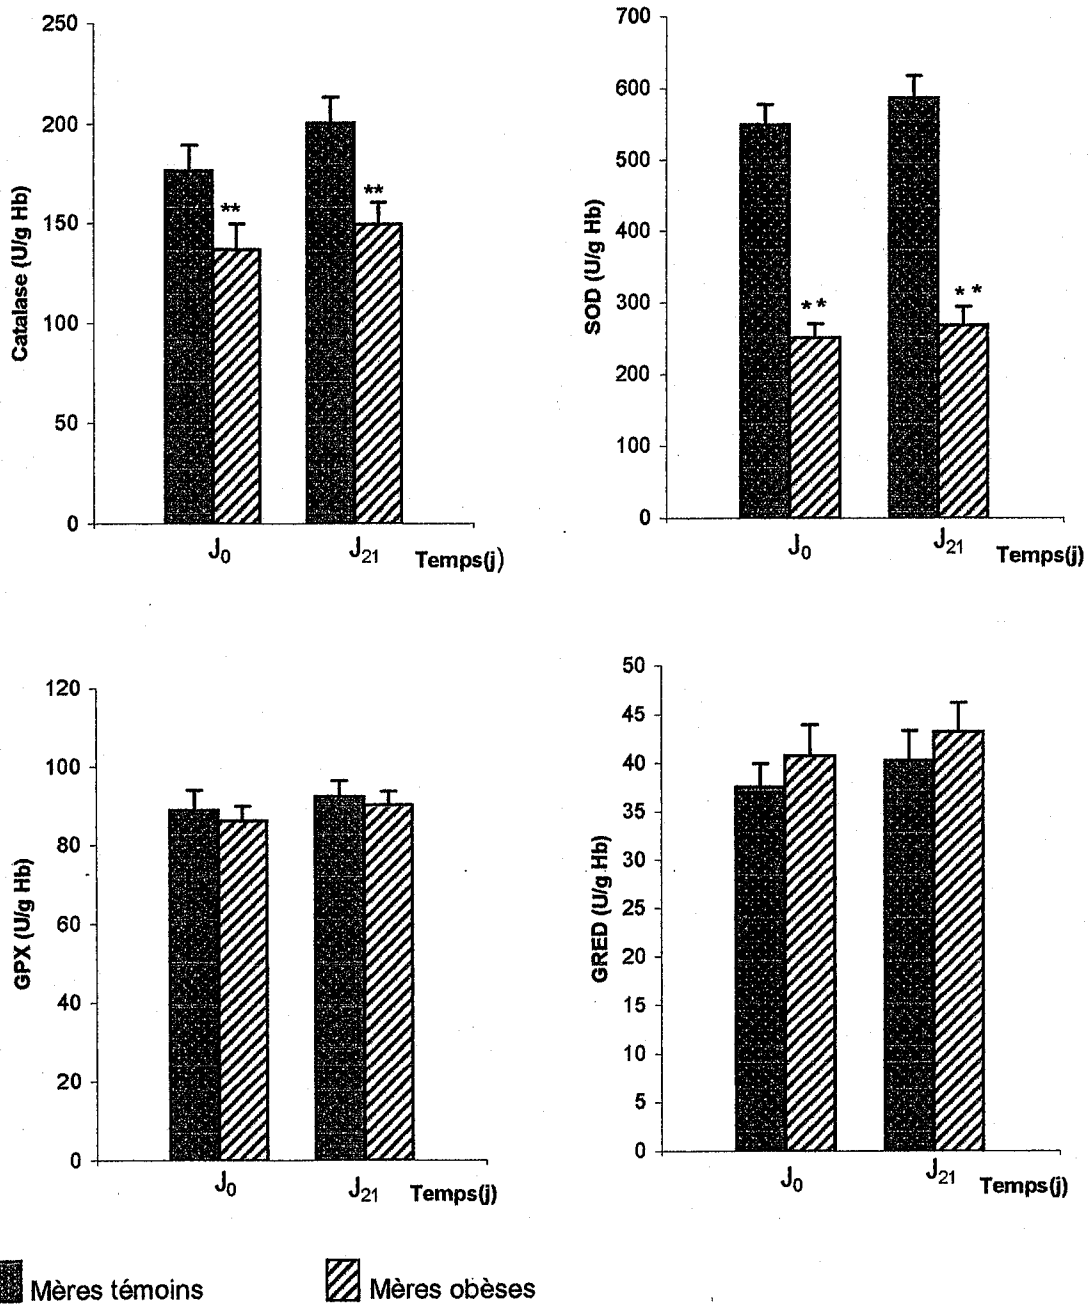 250
200
150
100
50
0
Catalase (U/g Hb)
**
**
J0
J21
Temps(j)
700
600
500
400
300
200
100
0
SOD (U/g Hb)
**
**
J0
J21
Temps(j)
120
100
80
60
40
20
0
GPX (U/g Hb)
J0
J21
Temps(j)
50
45
40
35
30
25
20
15
10
5
0
GRED (U/g Hb)
J0
J21
Temps(j)
Mères témoins
Mères obèses